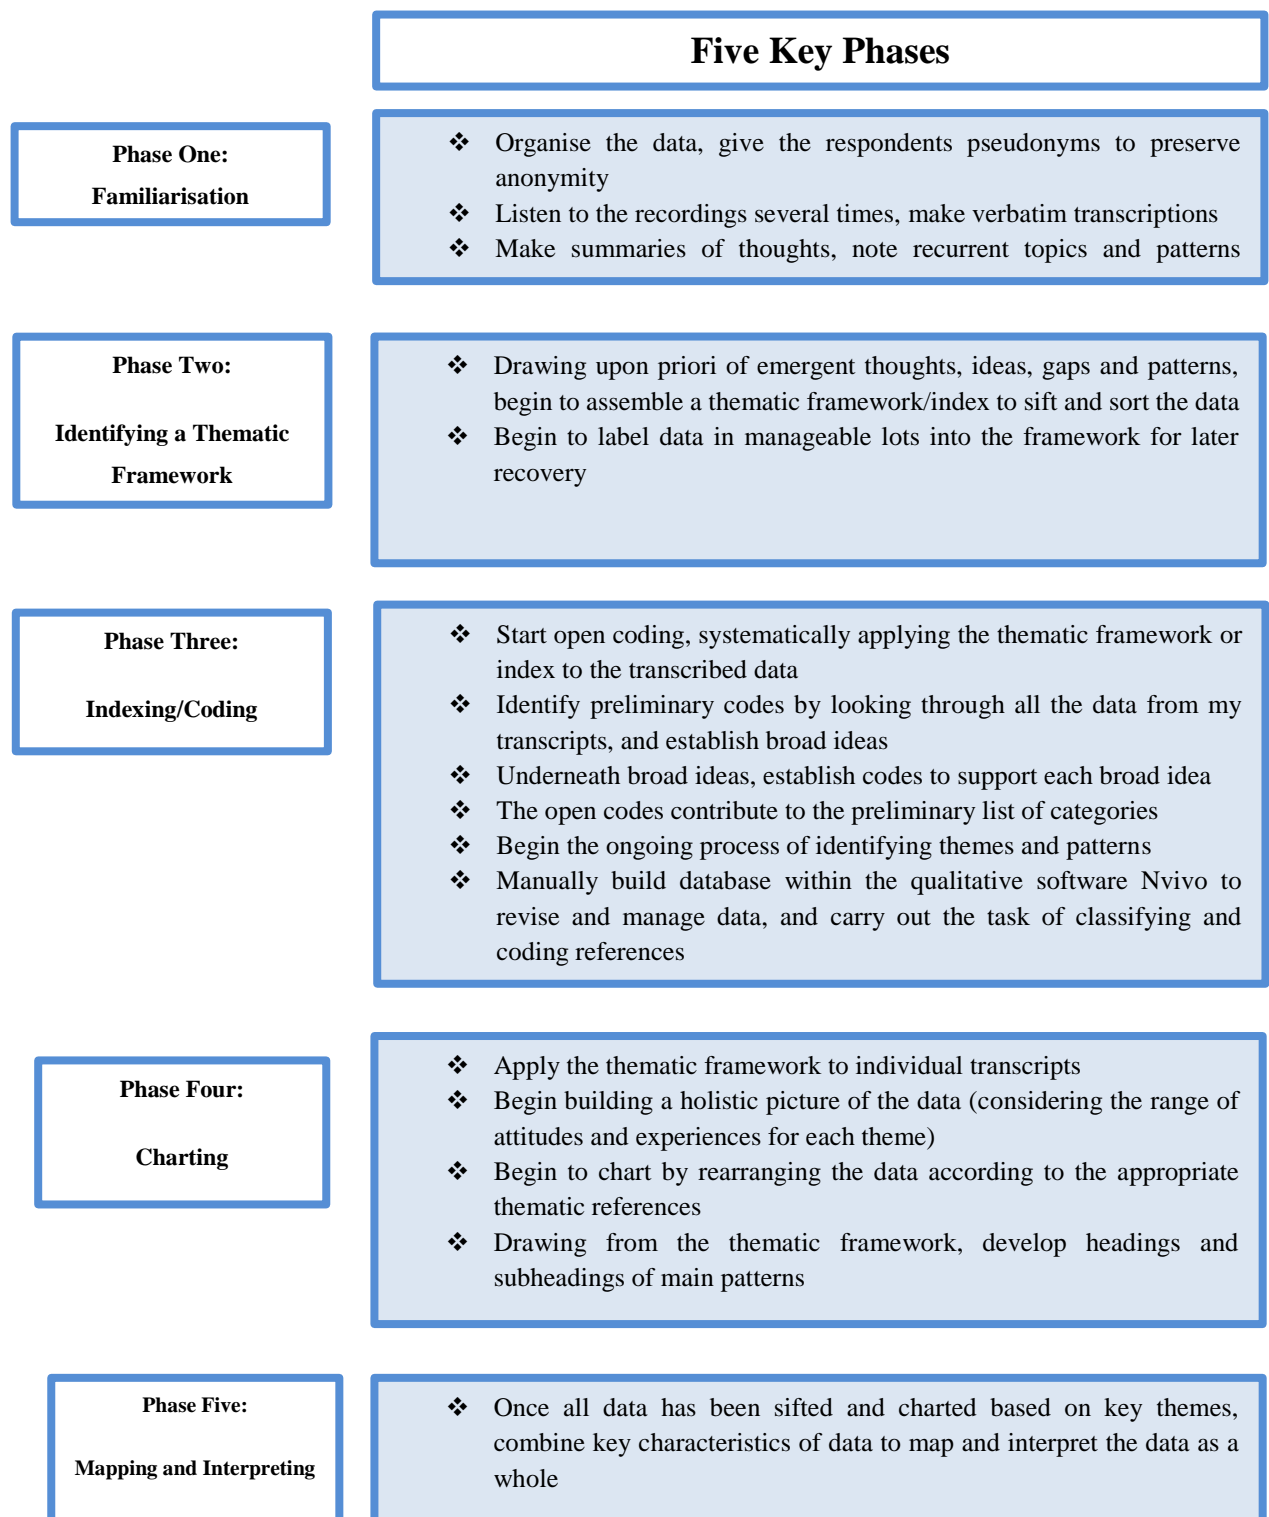 Five Key Phases
Phase One:
Familiarisation
❖ Organise the data, give the respondents pseudonyms to preserve
anonymity
❖ Listen to the recordings several times, make verbatim transcriptions
❖ Make summaries of thoughts, note recurrent topics and patterns
Phase Two:
Identifying a Thematic
Framework
❖ Drawing upon priori of emergent thoughts, ideas, gaps and patterns,
begin to assemble a thematic framework/index to sift and sort the data
❖ Begin to label data in manageable lots into the framework for later
recovery
Phase Three:
Indexing/Coding
❖ Start open coding, systematically applying the thematic framework or
index to the transcribed data
❖ Identify preliminary codes by looking through all the data from my
transcripts, and establish broad ideas
❖ Underneath broad ideas, establish codes to support each broad idea
❖ The open codes contribute to the preliminary list of categories
❖ Begin the ongoing process of identifying themes and patterns
❖ Manually build database within the qualitative software Nvivo to
revise and manage data, and carry out the task of classifying and
coding references
Phase Four:
Charting
❖ Apply the thematic framework to individual transcripts
❖ Begin building a holistic picture of the data (considering the range of
attitudes and experiences for each theme)
❖ Begin to chart by rearranging the data according to the appropriate
thematic references
❖ Drawing from the thematic framework, develop headings and
subheadings of main patterns
Phase Five:
Mapping and Interpreting
❖ Once all data has been sifted and charted based on key themes,
combine key characteristics of data to map and interpret the data as a
whole